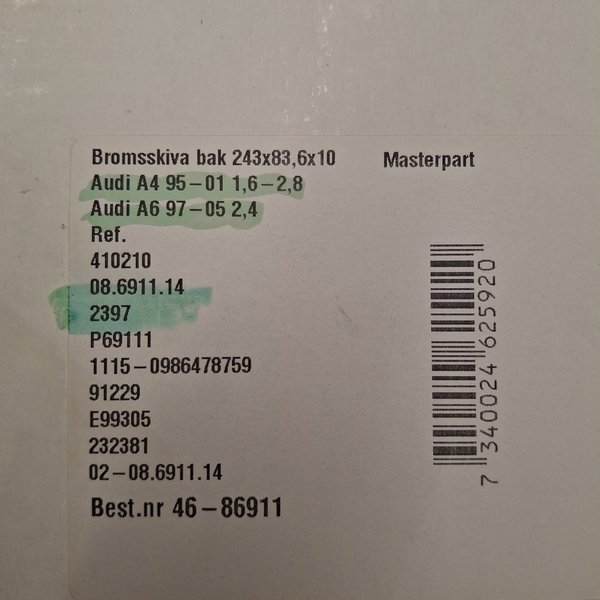 Bromsskiva bak 243x83,6x10 Masterpart
Audi A4 95–01 1,6–2,8
Audi A6 97–05 2,4
Ref.
410210
08.6911.14
2397
P69111
1115–0986478759
91229
E99305
232381
02–08.6911.14
Best.nr 46–86911
7 340024 625920